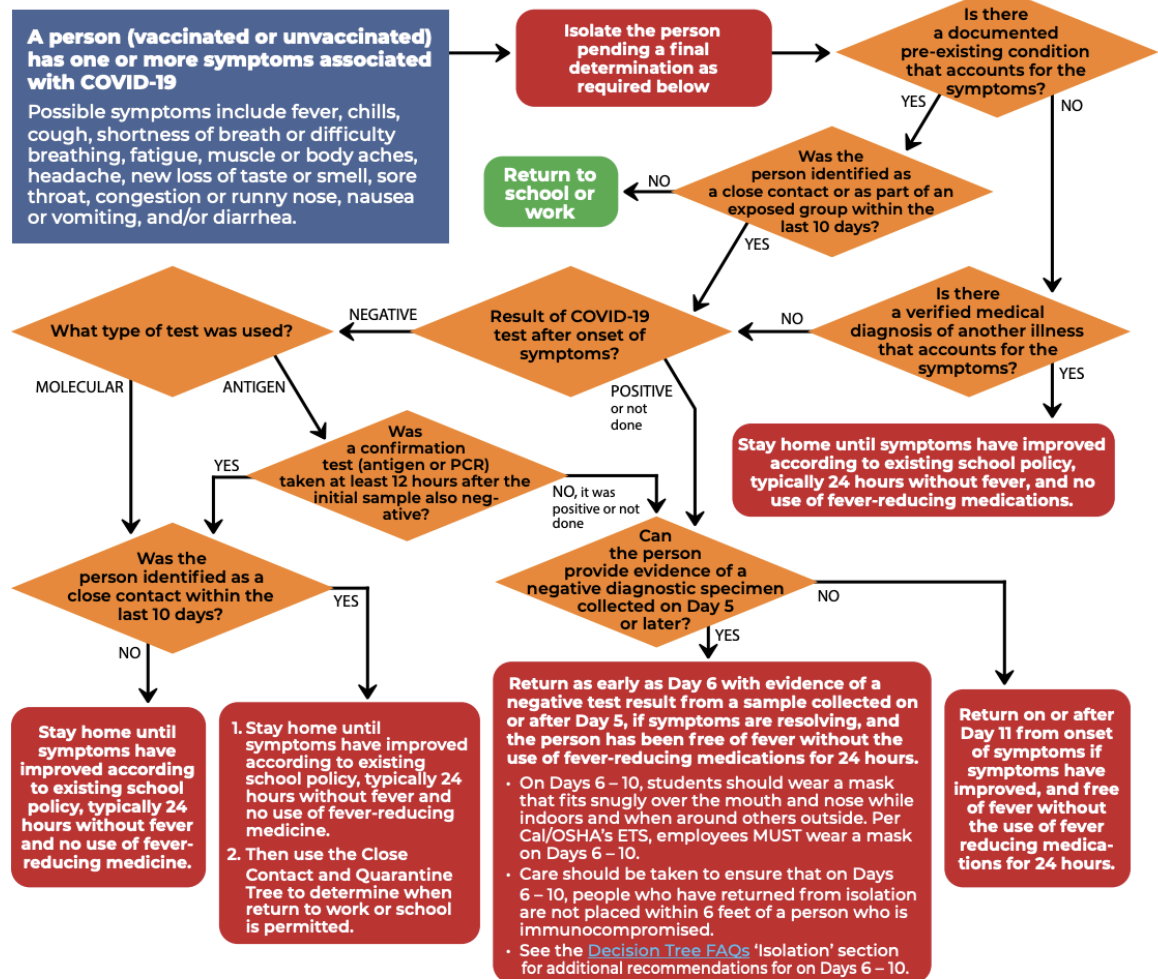 A person (vaccinated or unvaccinated)
has one or more symptoms associated
with COVID-19
Possible symptoms include fever, chills,
cough, shortness of breath or difficulty
breathing, fatigue, muscle or body aches,
headache, new loss of taste or smell, sore
throat, congestion or runny nose, nausea
or vomiting, and/or diarrhea.
Isolate the person
pending a final
determination as
required below
Is there
a documented
pre-existing condition
that accounts for the
symptoms?
YES
NO
Was the
person identified as
a close contact or as part of an
exposed group within the
last 10 days?
NO
Return to
school or
work
YES
Is there
a verified medical
diagnosis of another illness
that accounts for the
symptoms?
NO
YES
Stay home until symptoms have improved
according to existing school policy,
typically 24 hours without fever, and no
use of fever-reducing medications.
Result of COVID-19
test after onset of
symptoms?
NEGATIVE
POSITIVE
or not
done
What type of test was used?
MOLECULAR
ANTIGEN
Was
a confirmation
test (antigen or PCR)
taken at least 12 hours after the
initial sample also neg-
ative?
YES
NO, it was
positive or not
done
Was the
person identified as a
close contact within the
last 10 days?
YES
NO
Can
the person
provide evidence of a
negative diagnostic specimen
collected on Day 5
or later?
NO
YES
Stay home until
symptoms have
improved according
to existing school
policy, typically 24
hours without fever
and no use of fever-
reducing medicine.
1. Stay home until
symptoms have improved
according to existing
school policy, typically 24
hours without fever and
no use of fever-reducing
medicine.
2. Then use the Close
Contact and Quarantine
Tree to determine when
return to work or school
is permitted.
Return as early as Day 6 with evidence of a
negative test result from a sample collected on
or after Day 5, if symptoms are resolving, and
the person has been free of fever without the
use of fever-reducing medications for 24 hours.
• On Days 6 – 10, students should wear a mask
that fits snugly over the mouth and nose while
indoors and when around others outside. Per
Cal/OSHA's ETS, employees MUST wear a mask
on Days 6 – 10.
• Care should be taken to ensure that on Days
6 – 10, people who have returned from isolation
are not placed within 6 feet of a person who is
immunocompromised.
• See the Decision Tree FAQs 'Isolation' section
for additional recommendations for on Days 6 – 10.
Return on or after
Day 11 from onset
of symptoms if
symptoms have
improved, and free
of fever without
the use of fever
reducing medica-
tions for 24 hours.